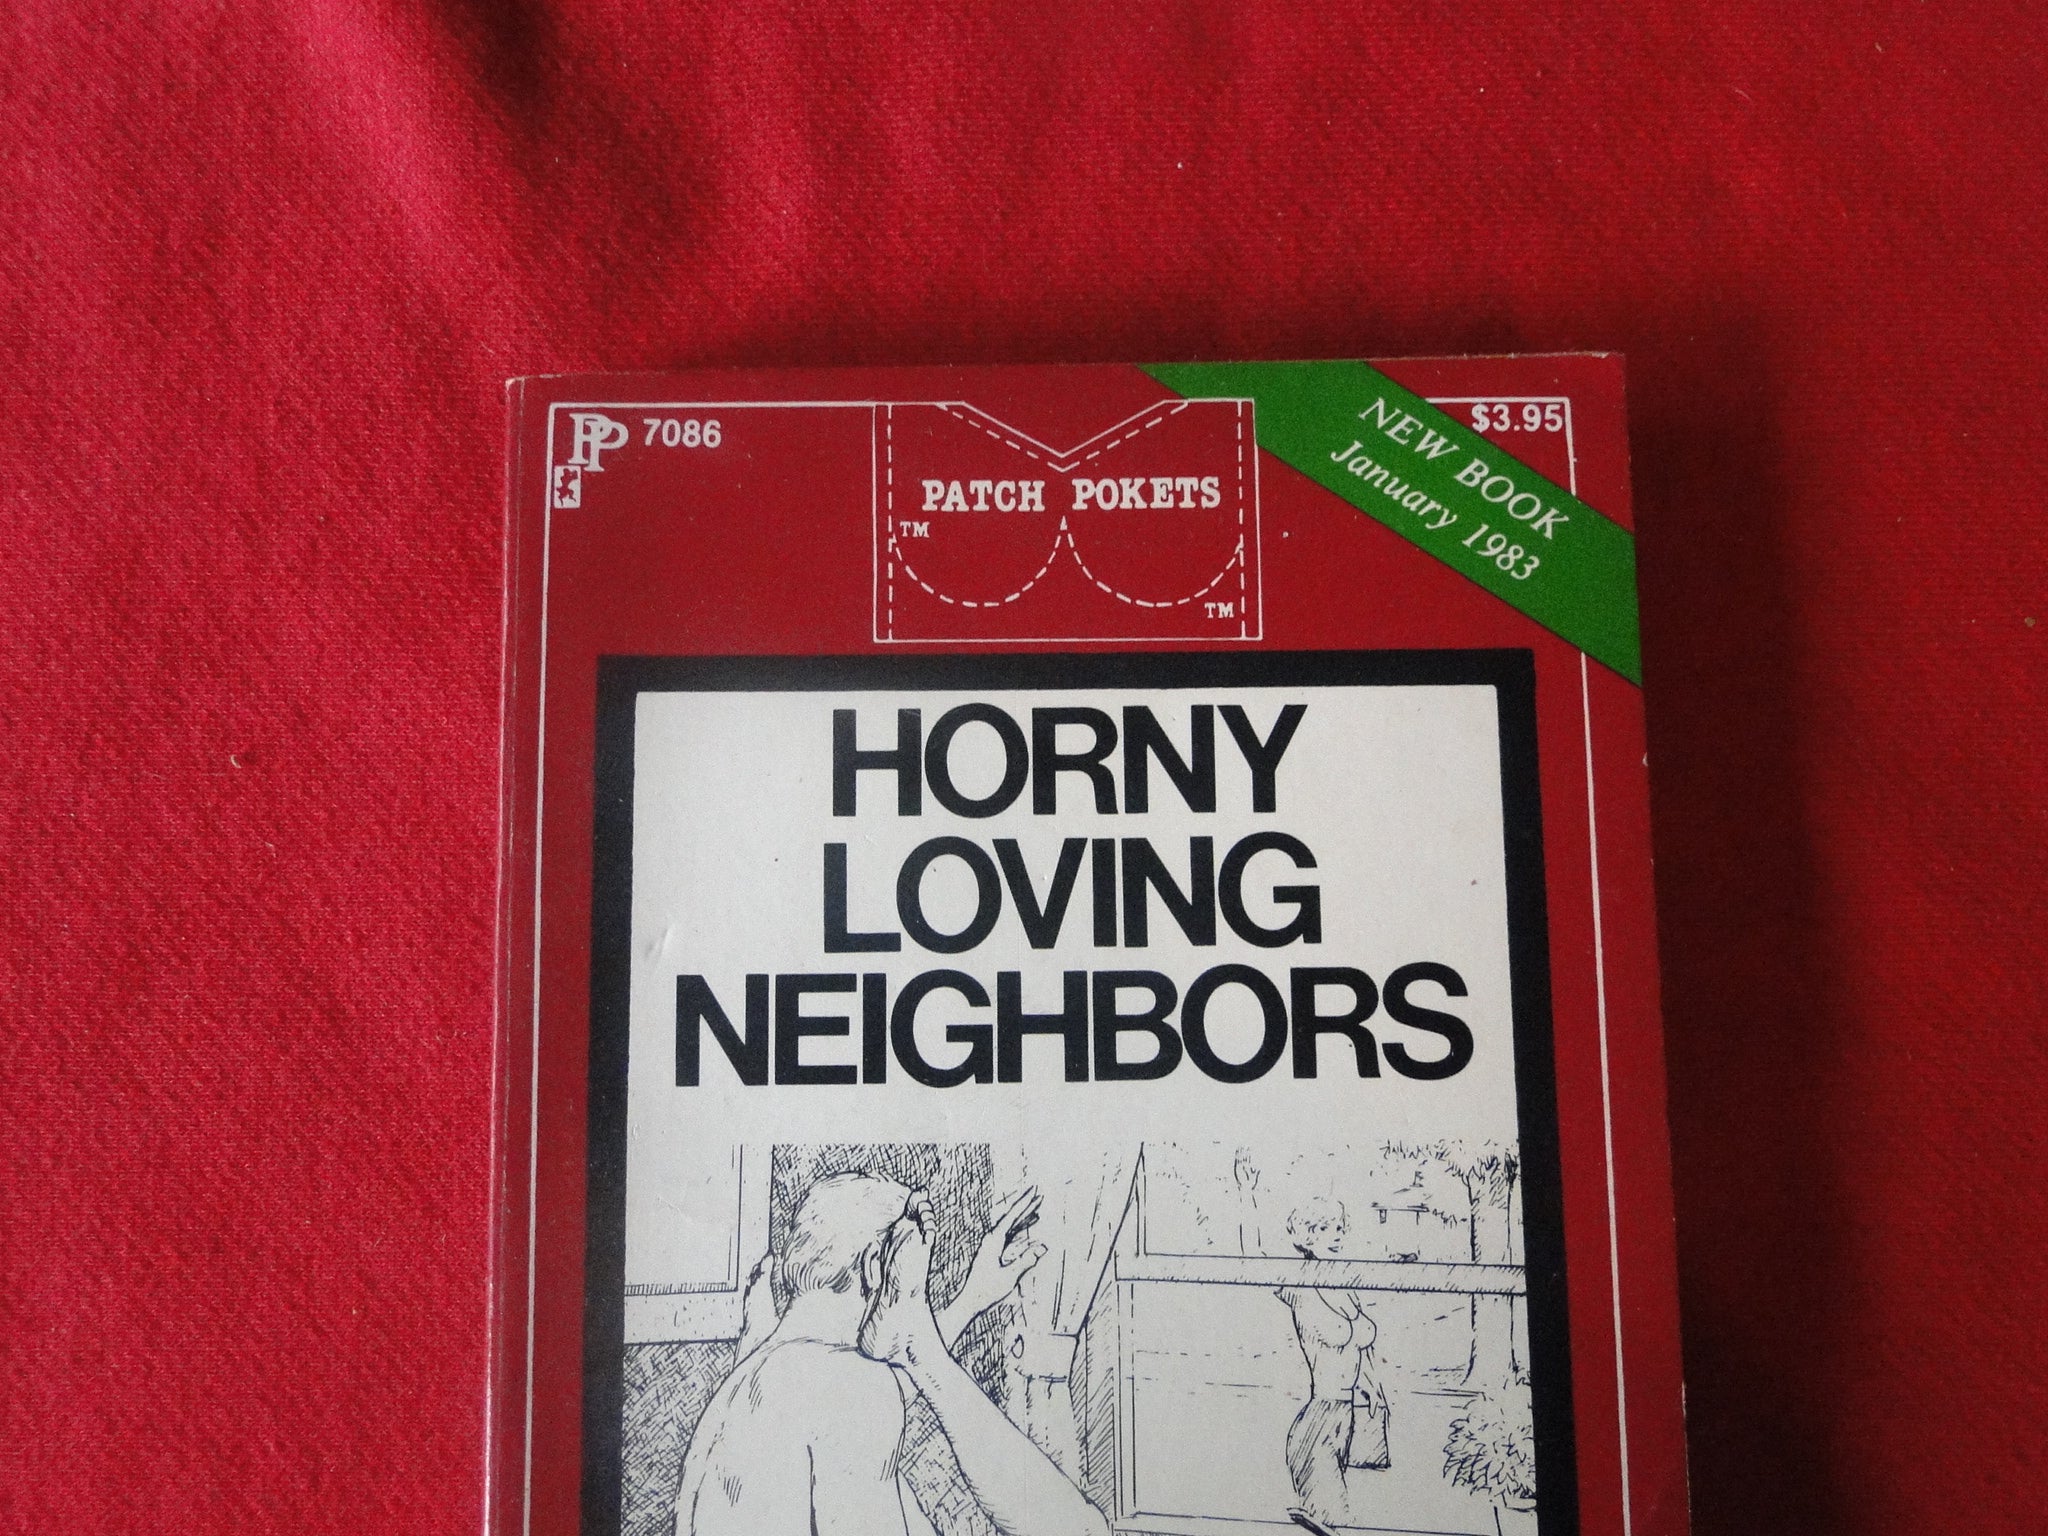 PP 7086
$3.95
NEW BOOK
January 1983
PATCH POKETS
TM
TM
HORNY
LOVING
NEIGHBORS